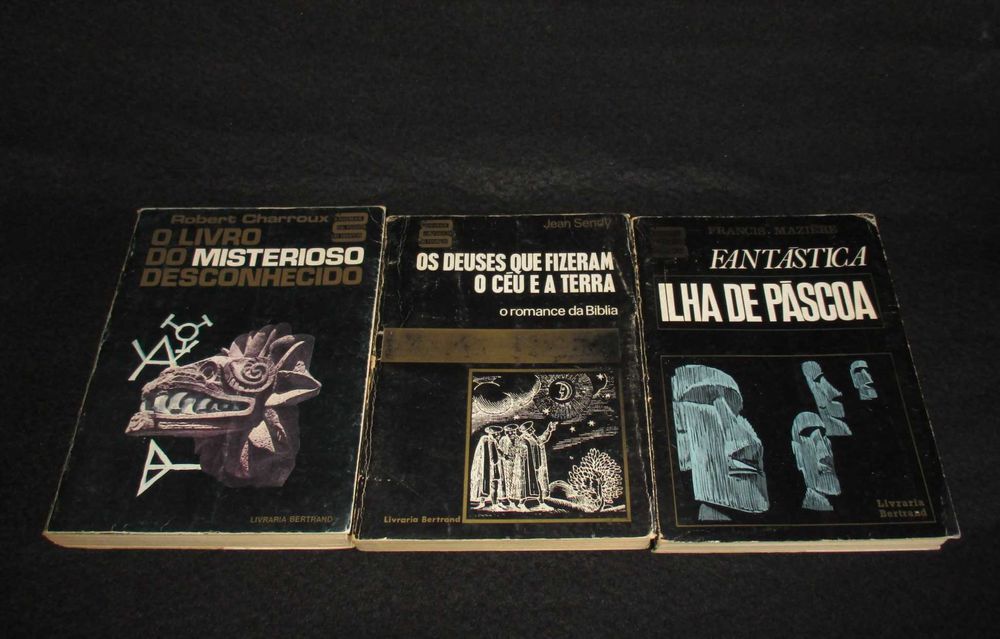 Robert Charroux
O LIVRO
DO MISTERIOSO
DESCONHECIDO
LIVRARIA BERTRAND
Jean Sendy
OS DEUSES QUE FIZERAM
O CÉU E A TERRA
o romance da Bíblia
Livraria Bertrand
FRANCIS MAZIÈRE
FANTÁSTICA
ILHA DE PÁSCOA
Livraria
Bertrand